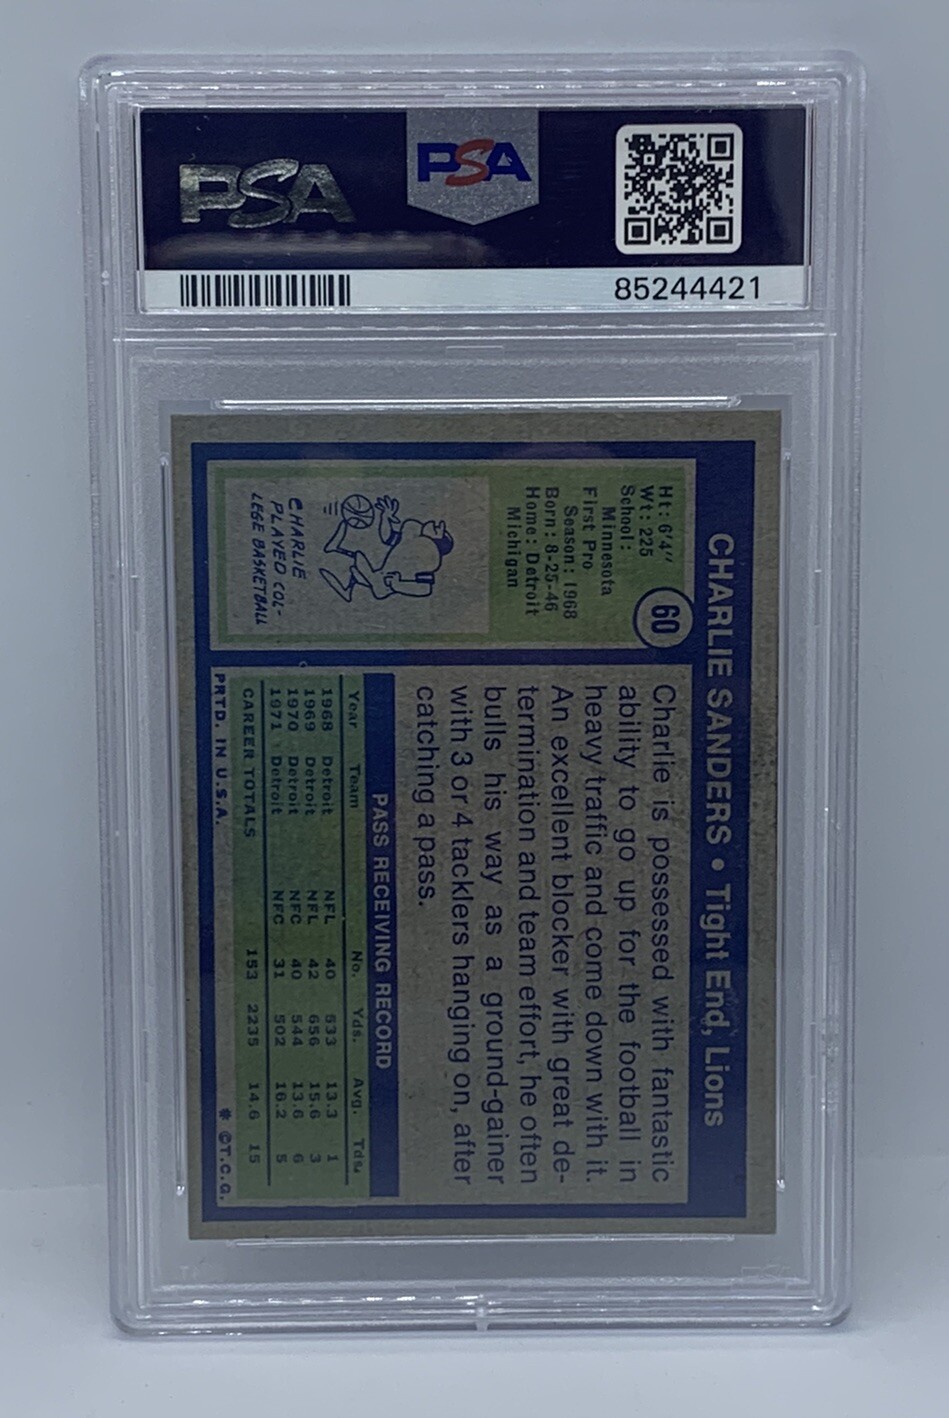 PSA
PSA
85244421
CHARLIE SANDERS • Tight End, Lions
60
Ht: 6'4"
Wt: 225
School:
Minnesota
First Pro
Season: 1968
Born: 8-25-46
Home: Detroit
Michigan
CHARLIE
PLAYED COL-
LEGE BASKETBALL
Charlie is possessed with fantastic
ability to go up for the football in
heavy traffic and come down with it.
An excellent blocker with great de-
termination and team effort, he often
bulls his way as a ground-gainer
with 3 or 4 tacklers hanging on, after
catching a pass.
PASS RECEIVING RECORD
Year Team No. Yds. Avg. Tds.
1968 Detroit NFL 40 533 13.3 1
1969 Detroit NFL 42 656 15.6 3
1970 Detroit NFC 40 544 13.6 6
1971 Detroit NFC 31 502 16.2 5
CAREER TOTALS 153 2235 14.6 15
PRTD. IN U.S.A. * ©T.C.G.